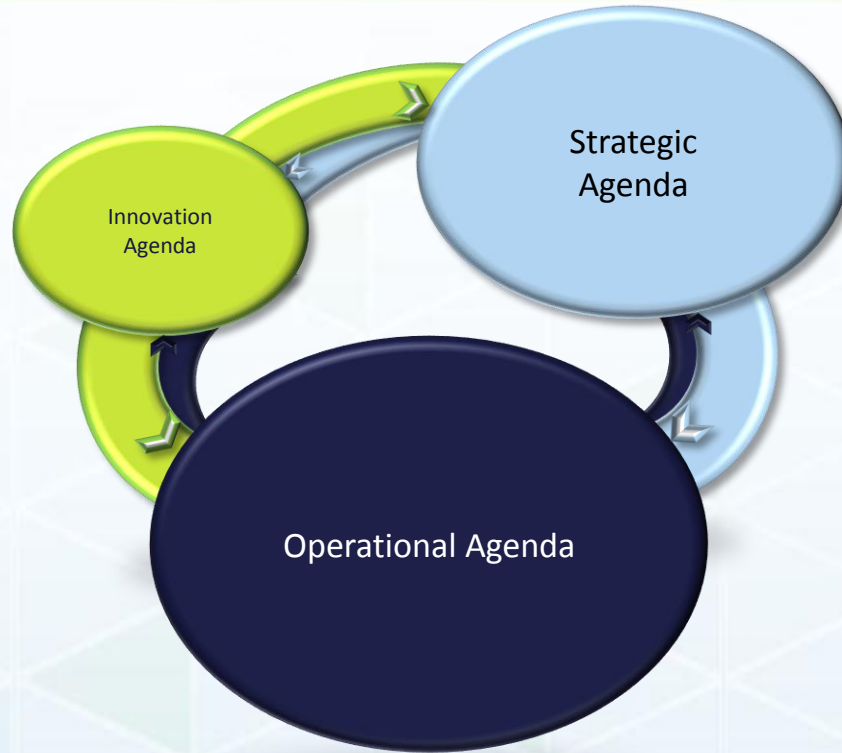 Strategic
Agenda
Innovation
Agenda
Operational Agenda